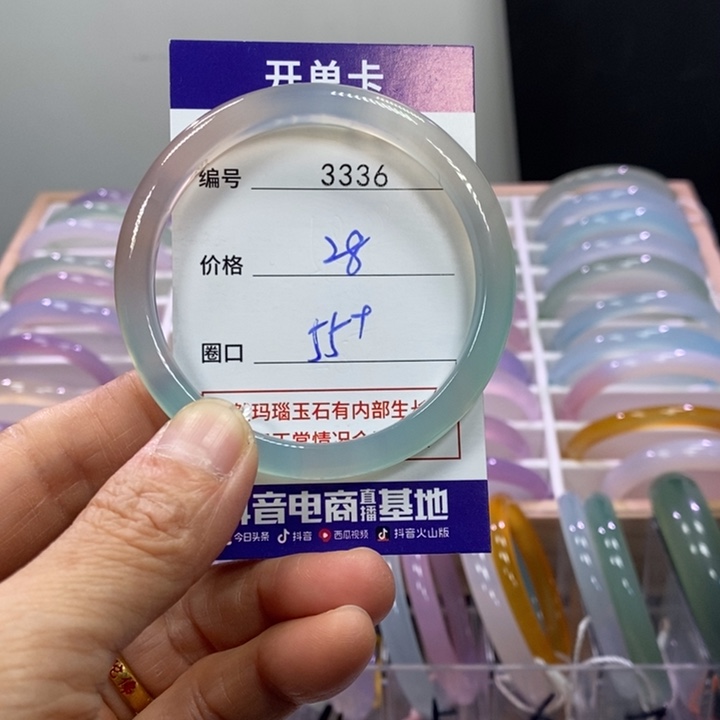 开单卡
编号 3336
价格 28
圈口 55+
玛瑙玉石有内部生长
正常情况
音电商直播基地
今日头条 抖音 西瓜视频 抖音火山版